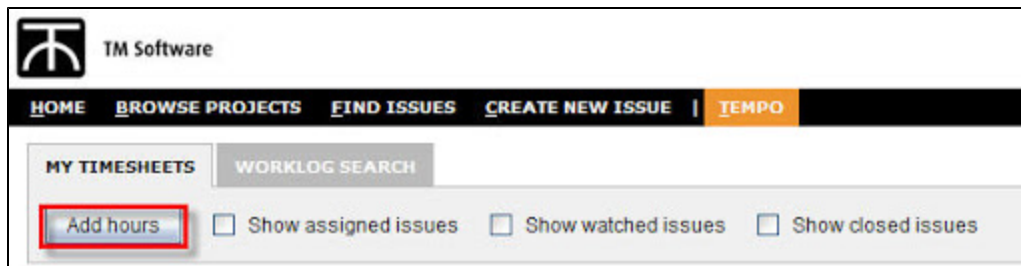 TM Software
HOME BROWSE PROJECTS FIND ISSUES CREATE NEW ISSUE | TEMPO
MY TIMESHEETS WORKLOG SEARCH
Add hours Show assigned issues Show watched issues Show closed issues